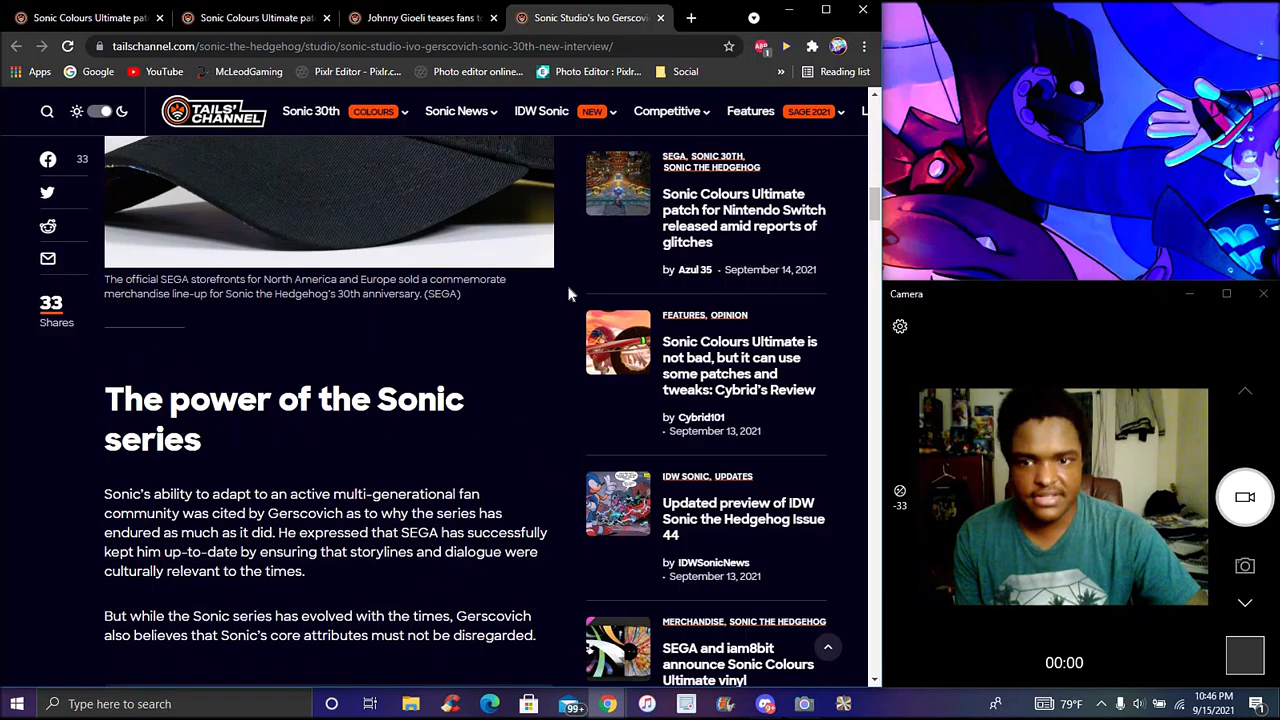 Sonic Colours Ultimate pat
Sonic Colours Ultimate pat
Johnny Gioeli teases fans to
Sonic Studio's Ivo Gerscovi
tailschannel.com/sonic-the-hedgehog/studio/sonic-studio-ivo-gerscovich-sonic-30th-new-interview/
ABP
1
Apps
Google
YouTube
McLeodGaming
Pixlr Editor - Pixlr.c...
Photo editor online...
Photo Editor : Pixlr...
Social
»
Reading list
TAILS'
CHANNEL
Sonic 30th
COLOURS
Sonic News
IDW Sonic
NEW
Competitive
Features
SAGE 2021
L
33
33
Shares
The official SEGA storefronts for North America and Europe sold a commemorate
merchandise line-up for Sonic the Hedgehog's 30th anniversary. (SEGA)
The power of the Sonic
series
Sonic's ability to adapt to an active multi-generational fan
community was cited by Gerscovich as to why the series has
endured as much as it did. He expressed that SEGA has successfully
kept him up-to-date by ensuring that storylines and dialogue were
culturally relevant to the times.
But while the Sonic series has evolved with the times, Gerscovich
also believes that Sonic's core attributes must not be disregarded.
SEGA, SONIC 30TH,
SONIC THE HEDGEHOG
Sonic Colours Ultimate
patch for Nintendo Switch
released amid reports of
glitches
by Azul 35 - September 14, 2021
FEATURES, OPINION
Sonic Colours Ultimate is
not bad, but it can use
some patches and
tweaks: Cybrid's Review
by Cybrid101
- September 13, 2021
IDW SONIC, UPDATES
Updated preview of IDW
Sonic the Hedgehog Issue
44
by IDWSonicNews
- September 13, 2021
MERCHANDISE, SONIC THE HEDGEHOG
SEGA and iam8bit
announce Sonic Colours
Ultimate vinyl
Camera
-33
00:00
Type here to search
99+
79°F
10:46 PM
9/15/2021
1